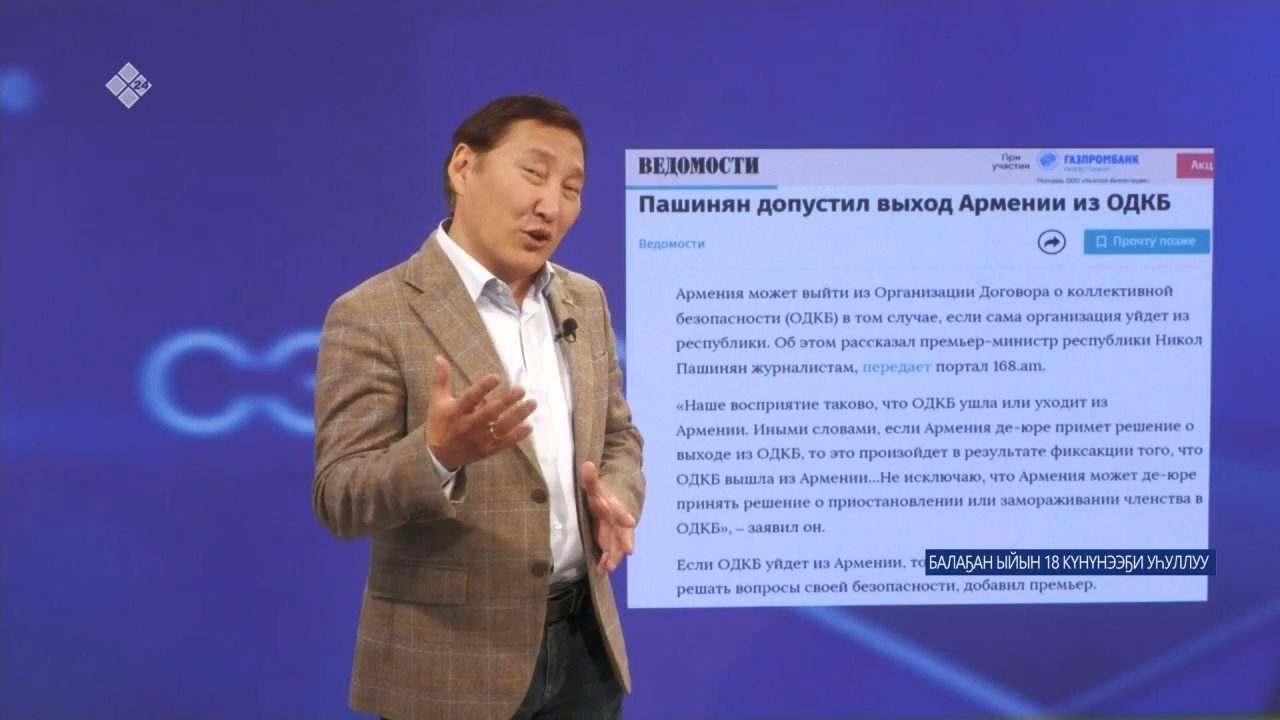 24
ВЕДОМОСТИ
При участии
ГАЗПРОМБАНК
ИНВЕСТИЦИИ
Акц
Пашинян допустил выход Армении из ОДКБ
Ведомости
Прочту позже
Армения может выйти из Организации Договора о коллективной
безопасности (ОДКБ) в том случае, если сама организация уйдет из
республики. Об этом рассказал премьер-министр республики Никол
Пашинян журналистам, передает портал 168.am.
«Наше восприятие таково, что ОДКБ ушла или уходит из
Армении. Иными словами, если Армения де-юре примет решение о
выходе из ОДКБ, то это произойдет в результате фиксакции того, что
ОДКБ вышла из Армении...Не исключаю, что Армения может де-юре
принять решение о приостановлении или замораживании членства в
ОДКБ», – заявил он.
Если ОДКБ уйдет из Армении,
решать вопросы своей безопасности, добавил премьер.
БАЛАҔАН ЫЙЫН 18 КҮНҮНЭЭҔИ УҺУЛЛУУ